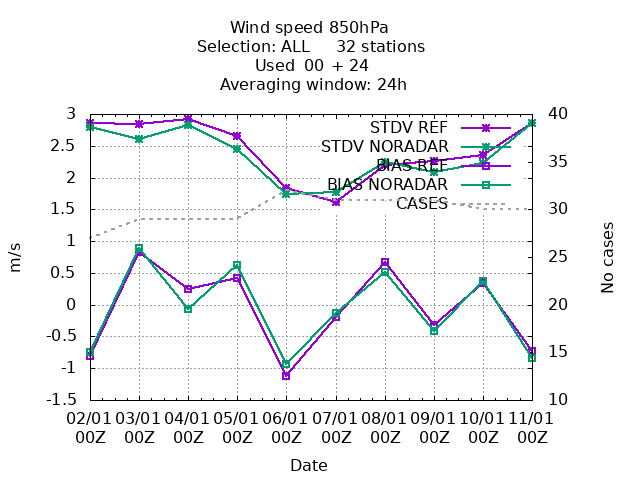 Wind speed 850hPa
Selection: ALL 32 stations
Used 00 + 24
Averaging window: 24h
3
2.5
2
1.5
1
0.5
0
-0.5
-1
-1.5
m/s
STDV REF
STDV NORADAR
BIAS REF
BIAS NORADAR
CASES
40
35
30
25
20
15
10
No cases
02/01 03/01 04/01 05/01 06/01 07/01 08/01 09/01 10/01 11/01
00Z 00Z 00Z 00Z 00Z 00Z 00Z 00Z 00Z 00Z
Date